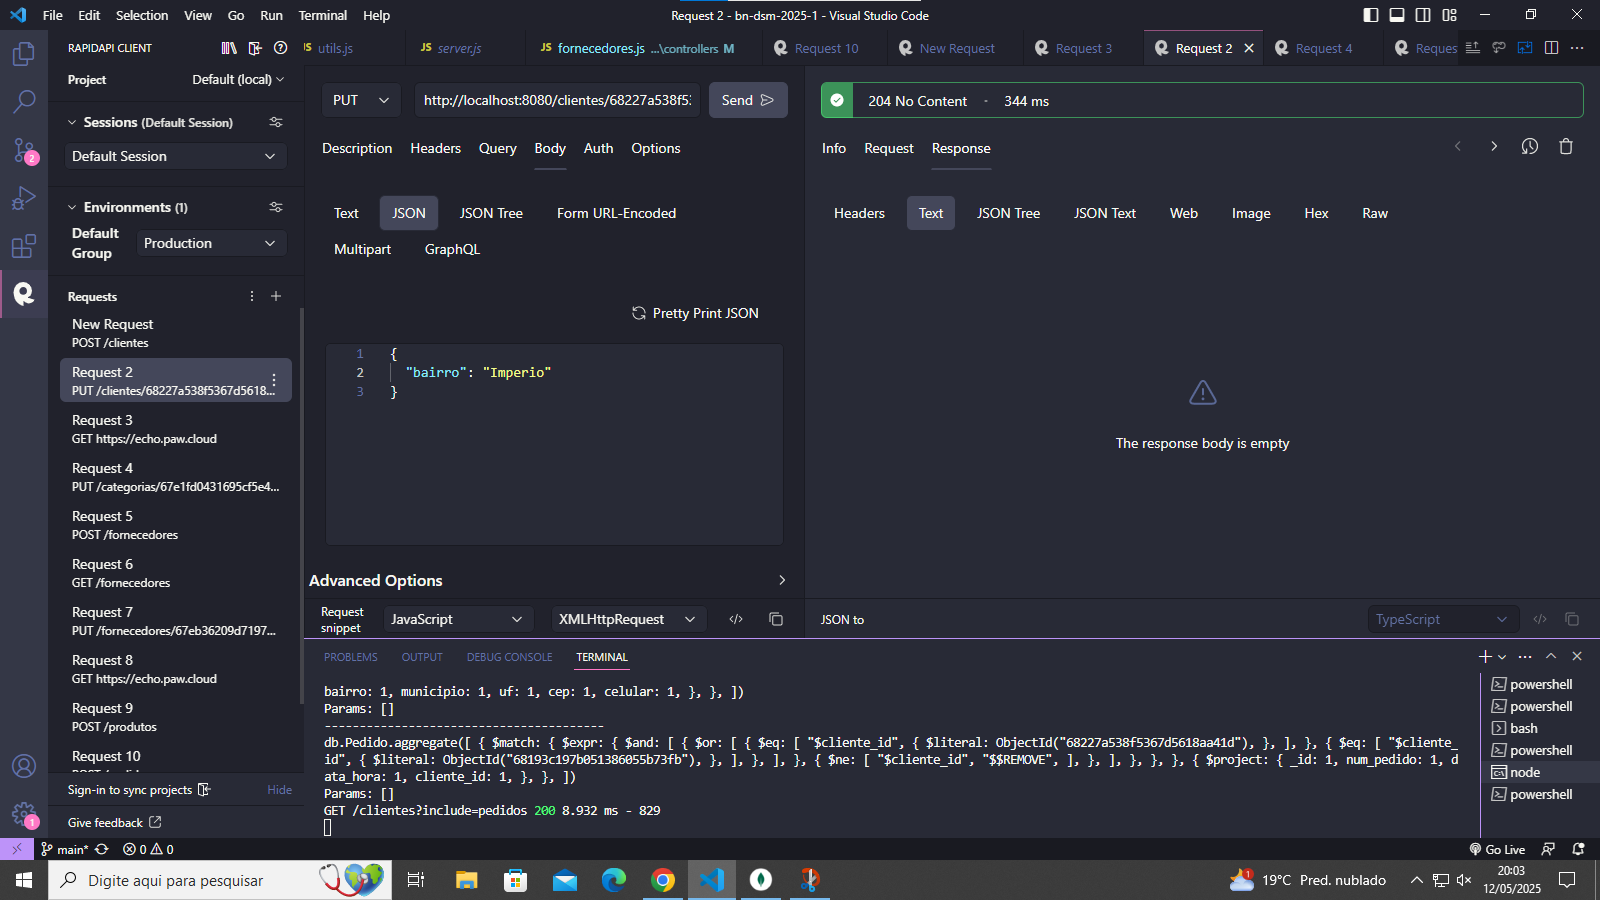 File Edit Selection View Go Run Terminal Help
Request 2 - bn-dsm-2025-1 - Visual Studio Code
RAPIDAPI CLIENT
Project
Default (local)
Sessions (Default Session)
Default Session
Environments (1)
Default Group
Production
Requests
New Request
POST /clientes
Request 2
PUT /clientes/68227a538f5367d5618...
Request 3
GET https://echo.paw.cloud
Request 4
PUT /categorias/67e1fd0431695cf5e4...
Request 5
POST /fornecedores
Request 6
GET /fornecedores
Request 7
PUT /fornecedores/67eb36209d7197...
Request 8
GET https://echo.paw.cloud
Request 9
POST /produtos
Request 10
Sign-in to sync projects
Hide
Give feedback
JS utils.js
JS server.js
JS fornecedores.js ...\controllers M
Request 10
New Request
Request 3
Request 2
Request 4
Reques
PUT
http://localhost:8080/clientes/68227a538f53
Send
Description Headers Query Body Auth Options
Text JSON JSON Tree Form URL-Encoded
Multipart GraphQL
Pretty Print JSON
1 {
2 "bairro": "Imperio"
3 }
Advanced Options
Request snippet
JavaScript
XMLHttpRequest
204 No Content - 344 ms
Info Request Response
Headers Text JSON Tree JSON Text Web Image Hex Raw
The response body is empty
JSON to
TypeScript
PROBLEMS OUTPUT DEBUG CONSOLE TERMINAL
bairro: 1, municipio: 1, uf: 1, cep: 1, celular: 1, }, }, ])
Params: []
------------------------------------
db.Pedido.aggregate([ { $match: { $expr: { $and: [ { $or: [ { $eq: [ "$cliente_id", { $literal: ObjectId("68227a538f5367d5618aa41d"), }, ], }, { $eq: [ "$cliente_
id", { $literal: ObjectId("68193c197b051386055b73fb"), }, ], }, ], }, { $ne: [ "$cliente_id", "$$REMOVE", ], }, ], }, }, }, { $project: { _id: 1, num_pedido: 1, d
ata_hora: 1, cliente_id: 1, }, }, ])
Params: []
GET /clientes?include=pedidos 200 8.932 ms - 829
powershell
powershell
bash
powershell
node
powershell
main* 0 0
Go Live
Digite aqui para pesquisar
19°C Pred. nublado
20:03
12/05/2025